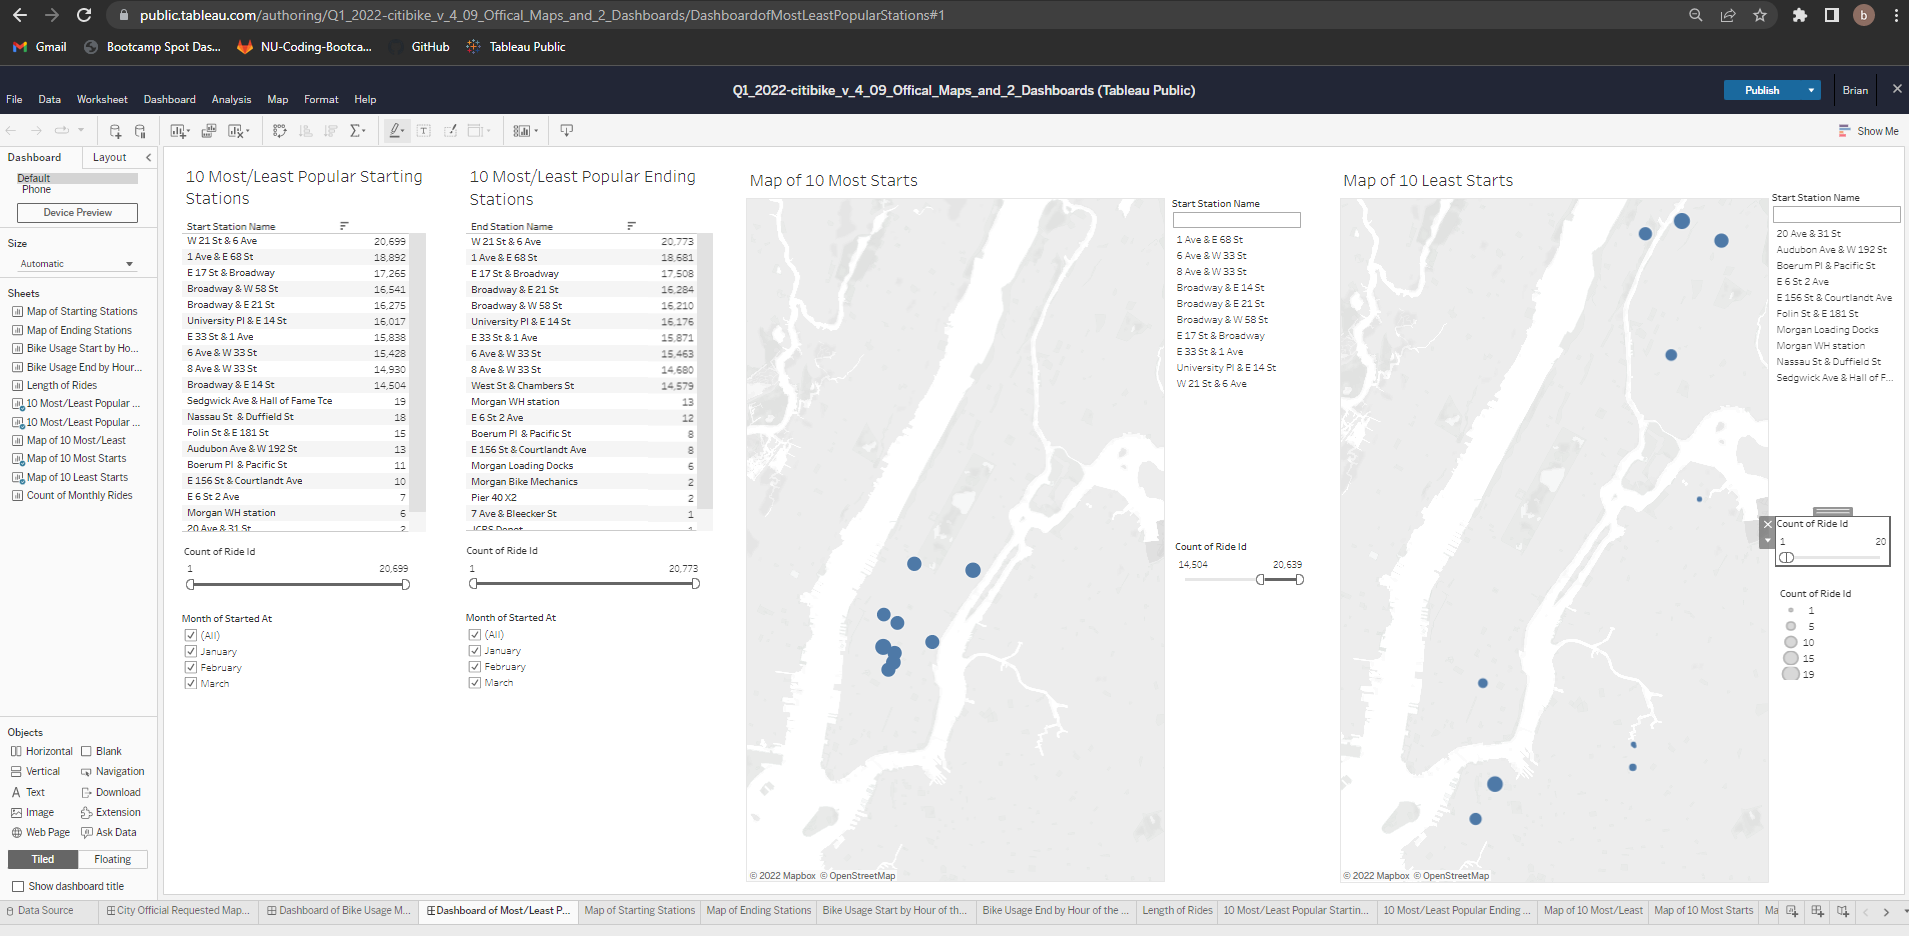 public.tableau.com/authoring/Q1_2022-citibike_v_4_09_Offical_Maps_and_2_Dashboards/DashboardofMostLeastPopularStations#1
b
Gmail
Bootcamp Spot Das...
NU-Coding-Bootca...
GitHub
Tableau Public
Q1_2022-citibike_v_4_09_Offical_Maps_and_2_Dashboards (Tableau Public)
Publish
Brian
File Data Worksheet Dashboard Analysis Map Format Help
Show Me
Dashboard
Layout
Default
Phone
Device Preview
Size
Automatic
Sheets
Map of Starting Stations
Map of Ending Stations
Bike Usage Start by Ho...
Bike Usage End by Hour...
Length of Rides
10 Most/Least Popular ...
10 Most/Least Popular ...
Map of 10 Most/Least
Map of 10 Most Starts
Map of 10 Least Starts
Count of Monthly Rides
Objects
Horizontal
Blank
Vertical
Navigation
Text
Download
Image
Extension
Web Page
Ask Data
Tiled
Floating
Show dashboard title
10 Most/Least Popular Starting
Stations
Start Station Name
W 21 St & 6 Ave 20,699
1 Ave & E 68 St 18,892
E 17 St & Broadway 17,265
Broadway & W 58 St 16,541
Broadway & E 21 St 16,275
University Pl & E 14 St 16,017
E 33 St & 1 Ave 15,838
6 Ave & W 33 St 15,428
8 Ave & W 33 St 14,930
Broadway & E 14 St 14,504
Sedgwick Ave & Hall of Fame Tce 19
Nassau St & Duffield St 18
Folin St & E 181 St 15
Audubon Ave & W 192 St 13
Boerum Pl & Pacific St 11
E 156 St & Courtlandt Ave 10
E 6 St 2 Ave 7
Morgan WH station 6
20 Ave & 31 St 2
Count of Ride Id
1 20,699
Month of Started At
(All)
January
February
March
10 Most/Least Popular Ending
Stations
End Station Name
W 21 St & 6 Ave 20,773
1 Ave & E 68 St 18,681
E 17 St & Broadway 17,508
Broadway & E 21 St 16,284
Broadway & W 58 St 16,210
University Pl & E 14 St 16,176
E 33 St & 1 Ave 15,871
6 Ave & W 33 St 15,463
8 Ave & W 33 St 14,680
West St & Chambers St 14,579
Morgan WH station 13
E 6 St 2 Ave 12
Boerum Pl & Pacific St 8
E 156 St & Courtlandt Ave 8
Morgan Loading Docks 6
Morgan Bike Mechanics 2
Pier 40 X2 2
7 Ave & Bleecker St 1
JCBS Depot 1
Count of Ride Id
1 20,773
Month of Started At
(All)
January
February
March
Map of 10 Most Starts
© 2022 Mapbox © OpenStreetMap
Start Station Name
1 Ave & E 68 St
6 Ave & W 33 St
8 Ave & W 33 St
Broadway & E 14 St
Broadway & E 21 St
Broadway & W 58 St
E 17 St & Broadway
E 33 St & 1 Ave
University Pl & E 14 St
W 21 St & 6 Ave
Count of Ride Id
14,504 20,639
Map of 10 Least Starts
© 2022 Mapbox © OpenStreetMap
Start Station Name
20 Ave & 31 St
Audubon Ave & W 192 St
Boerum Pl & Pacific St
E 6 St 2 Ave
E 156 St & Courtlandt Ave
Folin St & E 181 St
Morgan Loading Docks
Morgan WH station
Nassau St & Duffield St
Sedgwick Ave & Hall of F...
Count of Ride Id
1 20
Count of Ride Id
1
5
10
15
19
Data Source
City Official Requested Map...
Dashboard of Bike Usage M...
Dashboard of Most/Least P...
Map of Starting Stations
Map of Ending Stations
Bike Usage Start by Hour of th...
Bike Usage End by Hour of the ...
Length of Rides
10 Most/Least Popular Startin...
10 Most/Least Popular Ending ...
Map of 10 Most/Least
Map of 10 Most Starts
Ma